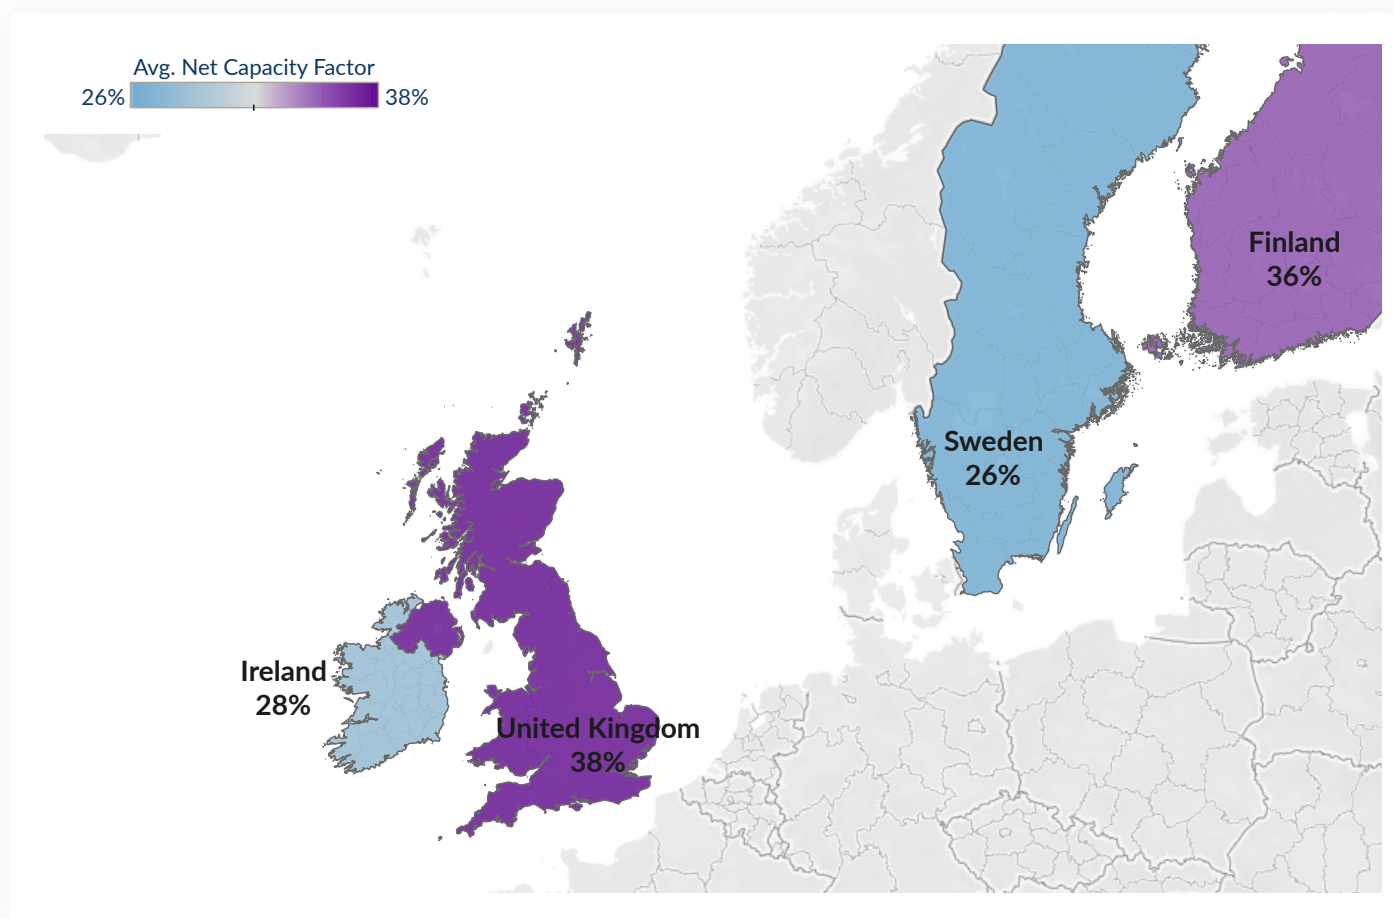 Avg. Net Capacity Factor
26% 38%
Finland
36%
Sweden
26%
Ireland
28%
United Kingdom
38%